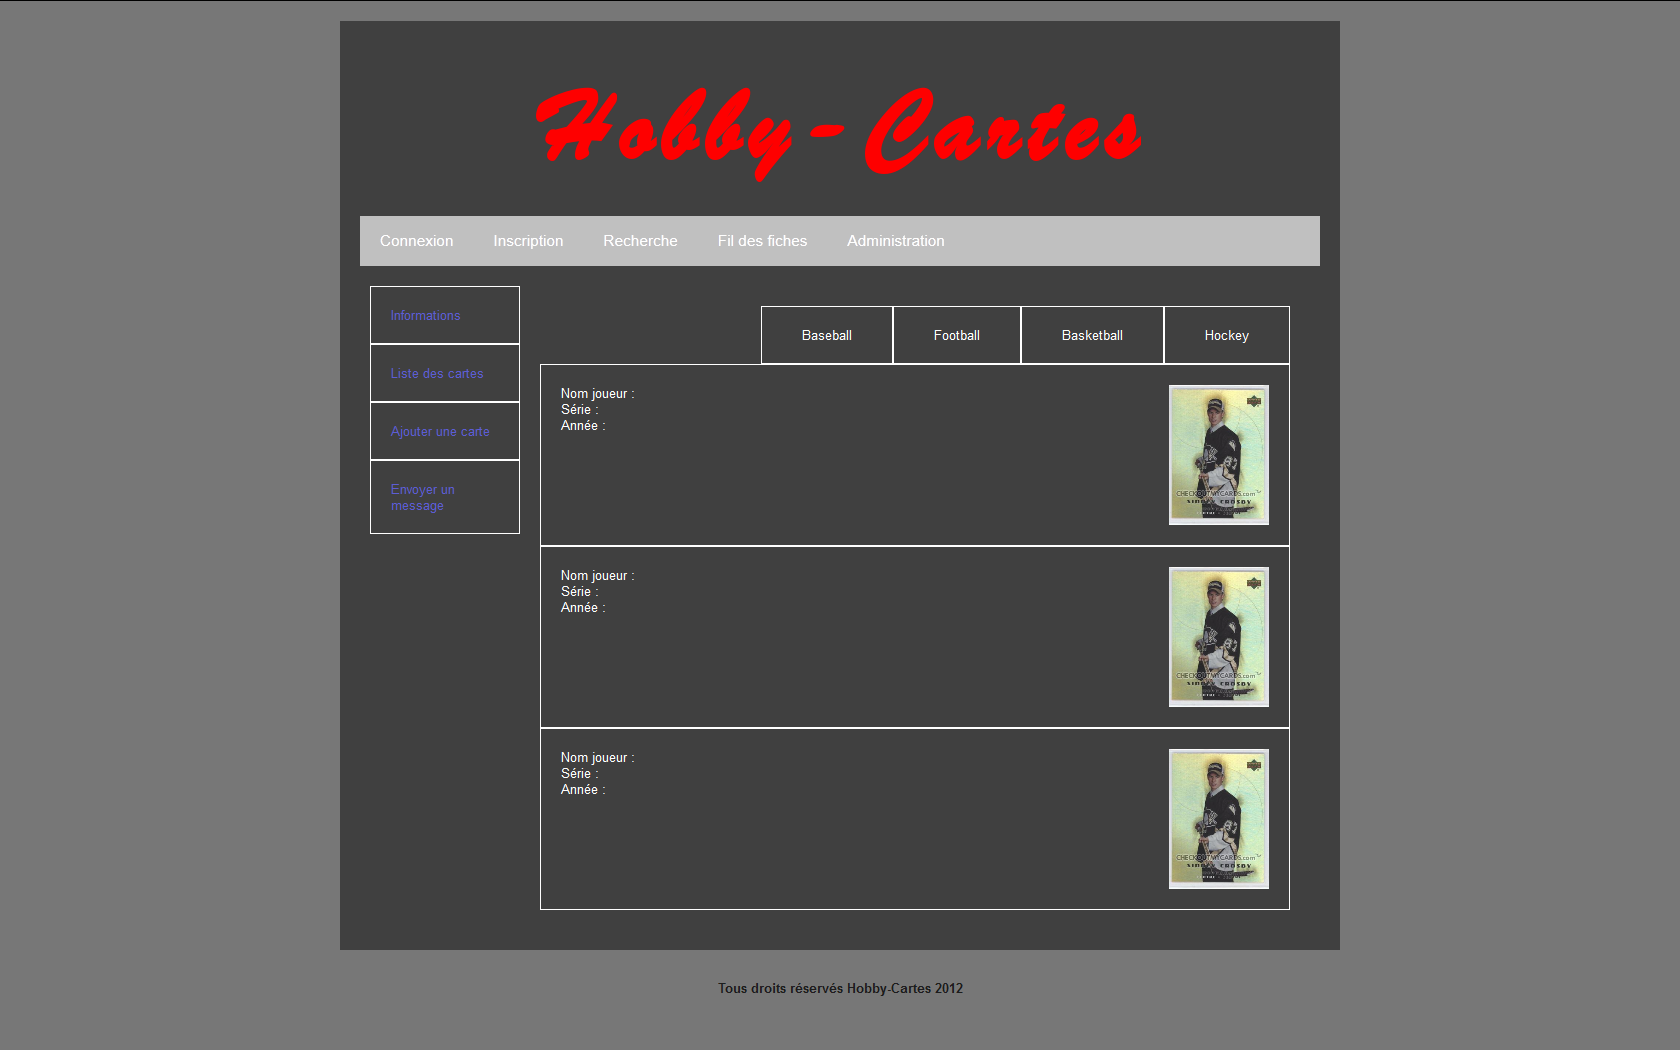 Hobby-Cartes
Connexion Inscription Recherche Fil des fiches Administration
Informations
Liste des cartes
Ajouter une carte
Envoyer un
message
Baseball Football Basketball Hockey
Nom joueur :
Série :
Année :
CHECKOUTMYCARDS.com
SIDNEY CROSBY
Nom joueur :
Série :
Année :
CHECKOUTMYCARDS.com
SIDNEY CROSBY
Nom joueur :
Série :
Année :
CHECKOUTMYCARDS.com
SIDNEY CROSBY
Tous droits réservés Hobby-Cartes 2012